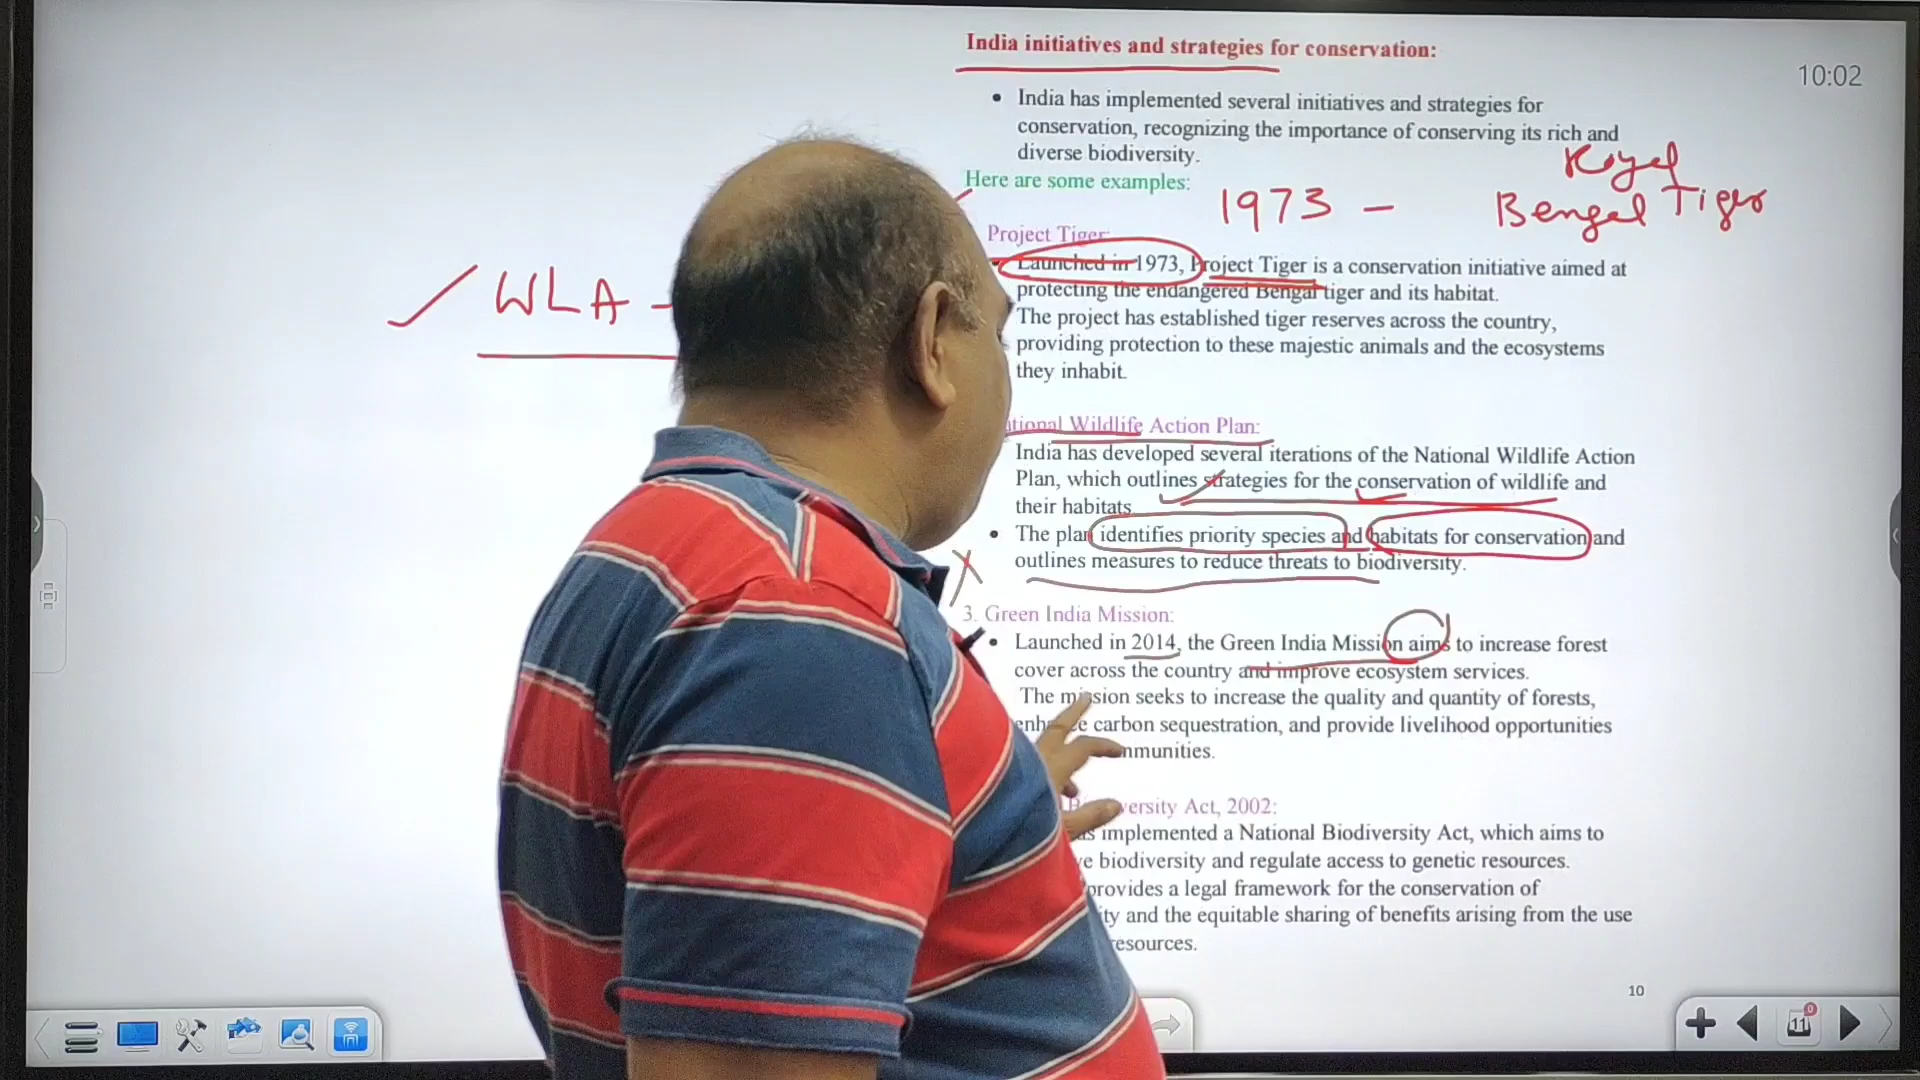 India initiatives and strategies for conservation:
10:02
India has implemented several initiatives and strategies for
conservation, recognizing the importance of conserving its rich and
diverse biodiversity.
Here are some examples:
1973 - Royel
Bengel Tiger
Project Tiger:
Launched in 1973, Project Tiger is a conservation initiative aimed at
protecting the endangered Bengal tiger and its habitat.
The project has established tiger reserves across the country,
providing protection to these majestic animals and the ecosystems
they inhabit.
WLA -
Wildlife Action Plan:
India has developed several iterations of the National Wildlife Action
Plan, which outlines strategies for the conservation of wildlife and
their habitats
The plan identifies priority species and habitats for conservation and
outlines measures to reduce threats to biodiversity.
3. Green India Mission:
Launched in 2014, the Green India Mission aims to increase forest
cover across the country and improve ecosystem services.
The mission seeks to increase the quality and quantity of forests,
carbon sequestration, and provide livelihood opportunities
Act, 2002:
implemented a National Biodiversity Act, which aims to
biodiversity and regulate access to genetic resources.
provides a legal framework for the conservation of
and the equitable sharing of benefits arising from the use
10
11
0